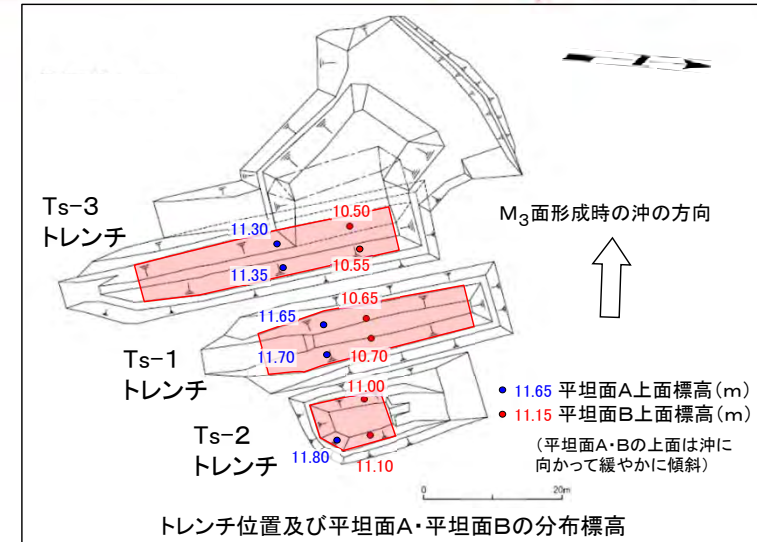 Ts-3
トレンチ
11.30
10.50
11.35
10.55
M3面形成時の沖の方向
Ts-1
トレンチ
11.65
10.65
11.70
10.70
Ts-2
トレンチ
11.00
11.80
11.10
11.65 平坦面A上面標高(m)
11.15 平坦面B上面標高(m)
(平坦面A・Bの上面は沖に
向かって緩やかに傾斜)
0 20m
トレンチ位置及び平坦面A・平坦面Bの分布標高